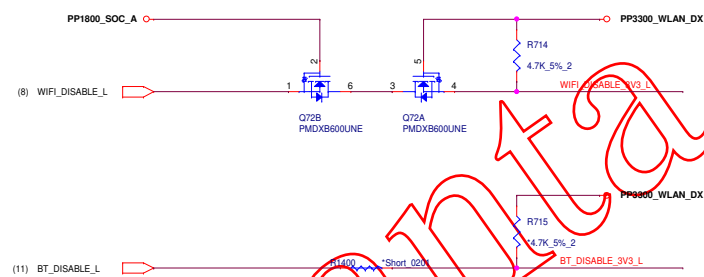 PP1800_SOC_A
PP3300_WLAN_DX
2
5
R714
4.7K_5%_2
(8) WIFI_DISABLE_L
1
6
3
4
WIFI_DISABLE_3V3_L
Q72B
PMDXB600UNE
Q72A
PMDXB600UNE
PP3300_WLAN_DX
R715
*4.7K_5%_2
(11) BT_DISABLE_L
R1400
*Short_0201
BT_DISABLE_3V3_L
nta